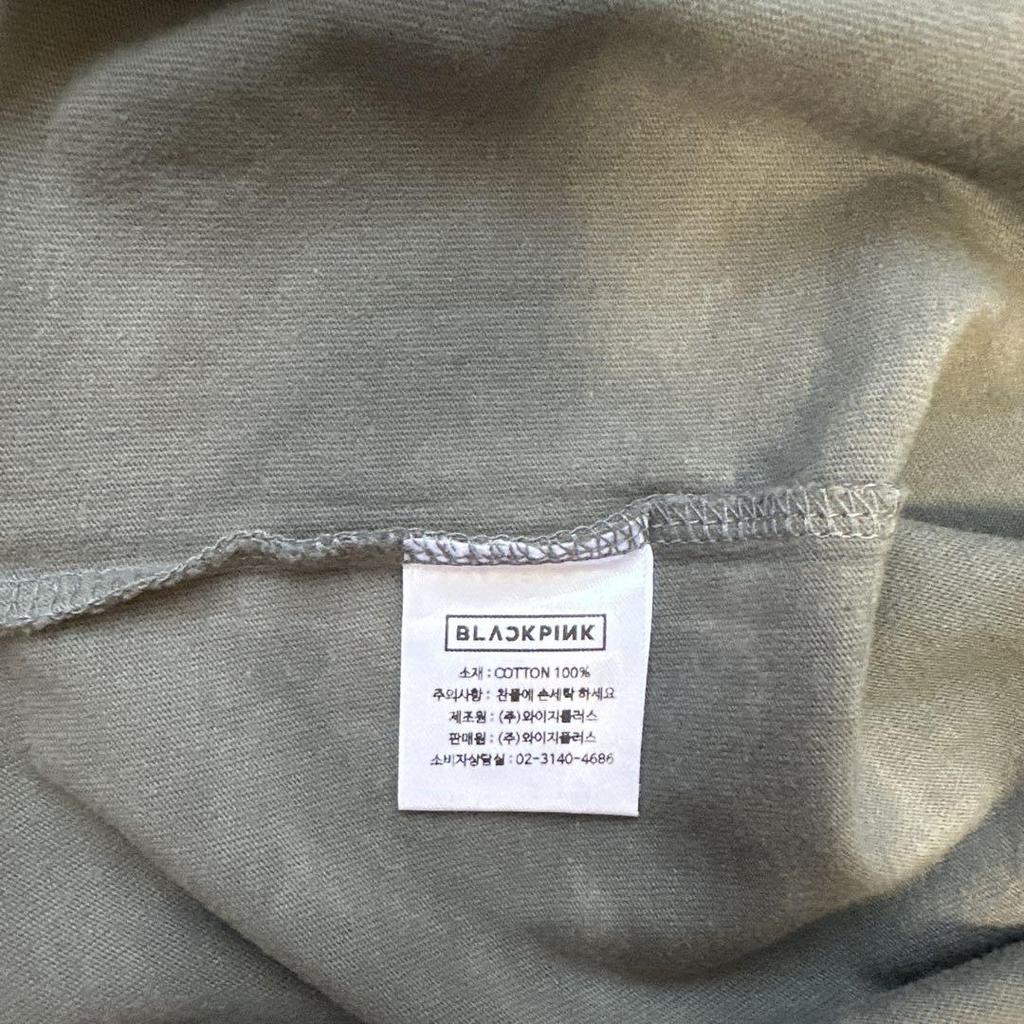 BLACKPINK
소재 : COTTON 100%
주의사항 : 찬물에 손세탁 하세요
제조원 : (주)와이지플러스
판매원 : (주)와이지플러스
소비자상담실 : 02-3140-4686